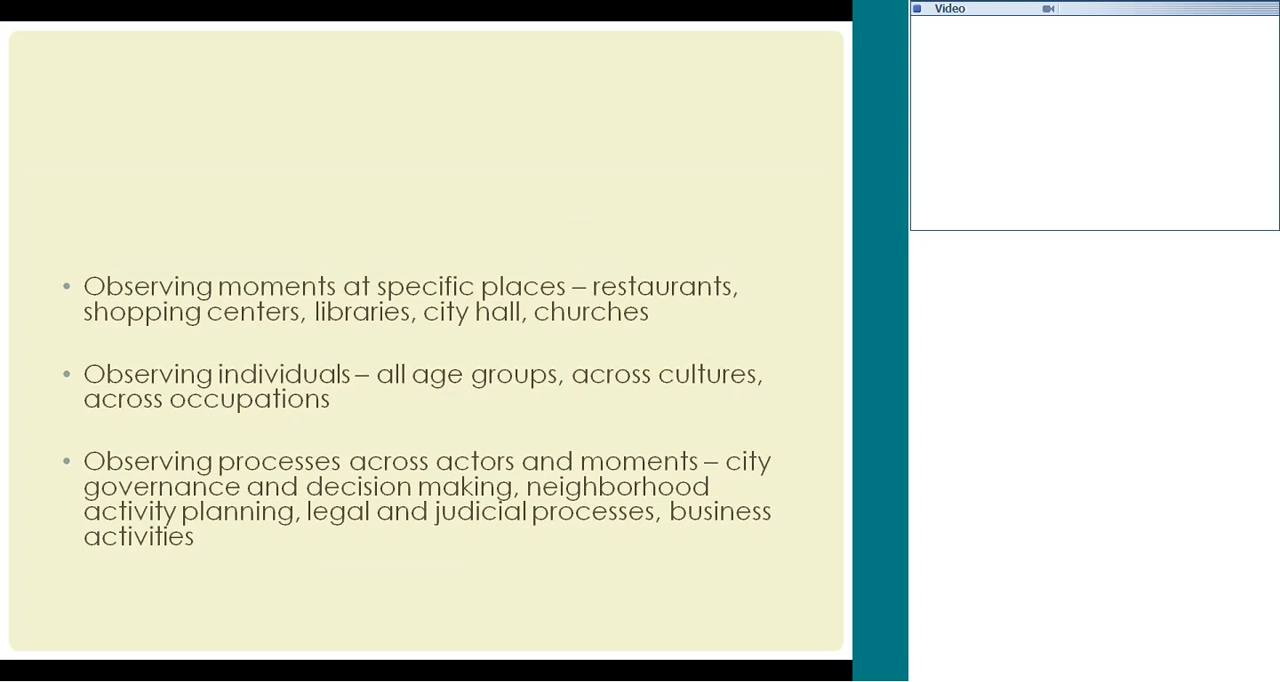 Video
• Observing moments at specific places – restaurants,
shopping centers, libraries, city hall, churches
• Observing individuals – all age groups, across cultures,
across occupations
• Observing processes across actors and moments – city
governance and decision making, neighborhood
activity planning, legal and judicial processes, business
activities